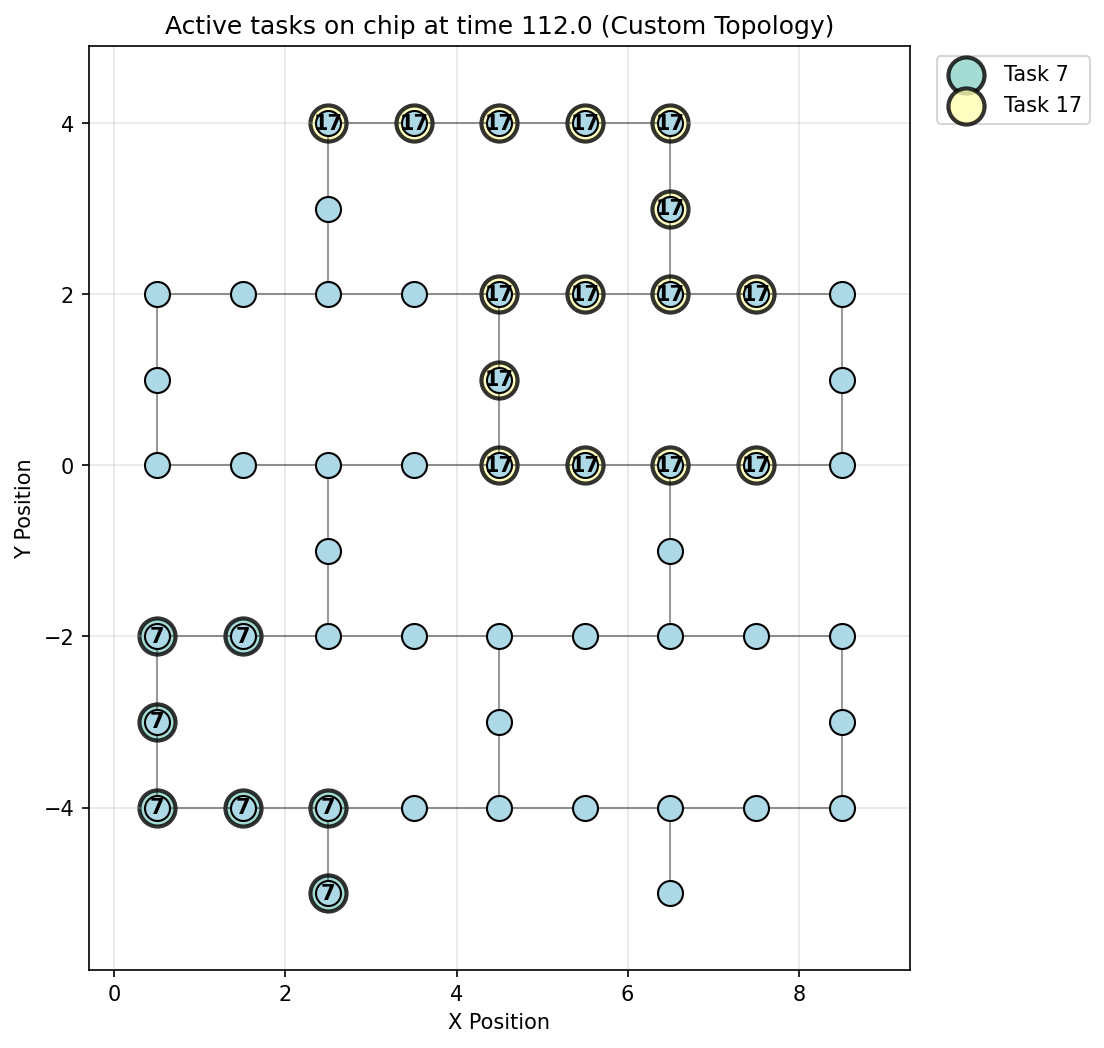 Active tasks on chip at time 112.0 (Custom Topology)
Task 7
Task 17
4
17 17 17 17 17
17
2
17 17 17 17
17
0
17 17 17 17
−2
7 7
7
−4
7 7 7
7
0 2 4 6 8
X Position
Y Position